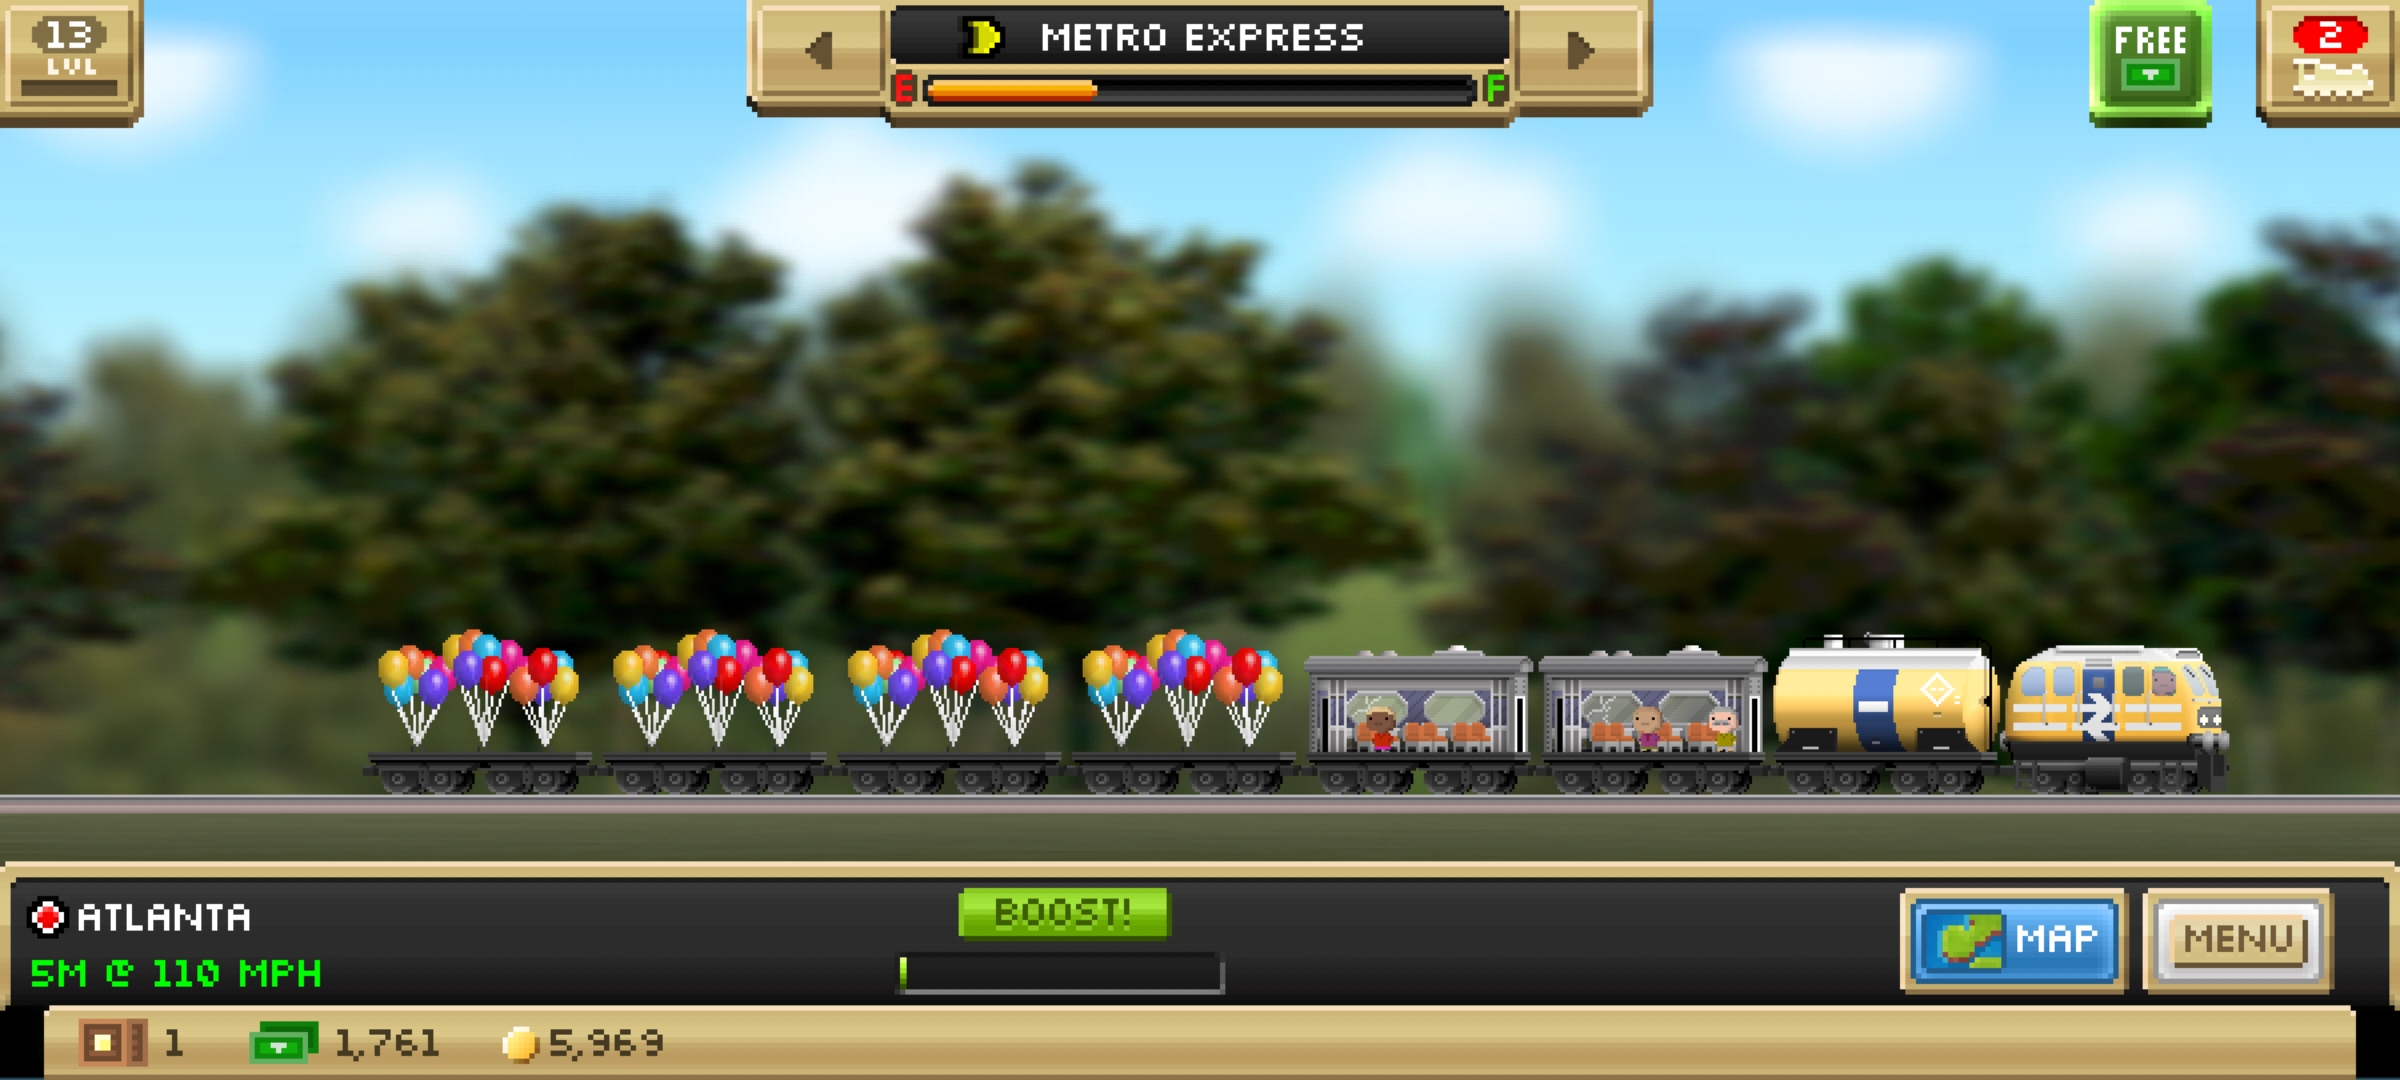 13
LVL
METRO EXPRESS
E F
FREE
2
ATLANTA
5M @ 110 MPH
BOOST!
MAP
MENU
1 1,761 5,969